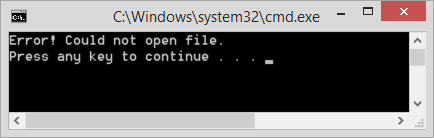 C:\Windows\system32\cmd.exe
Error! Could not open file.
Press any key to continue . . .